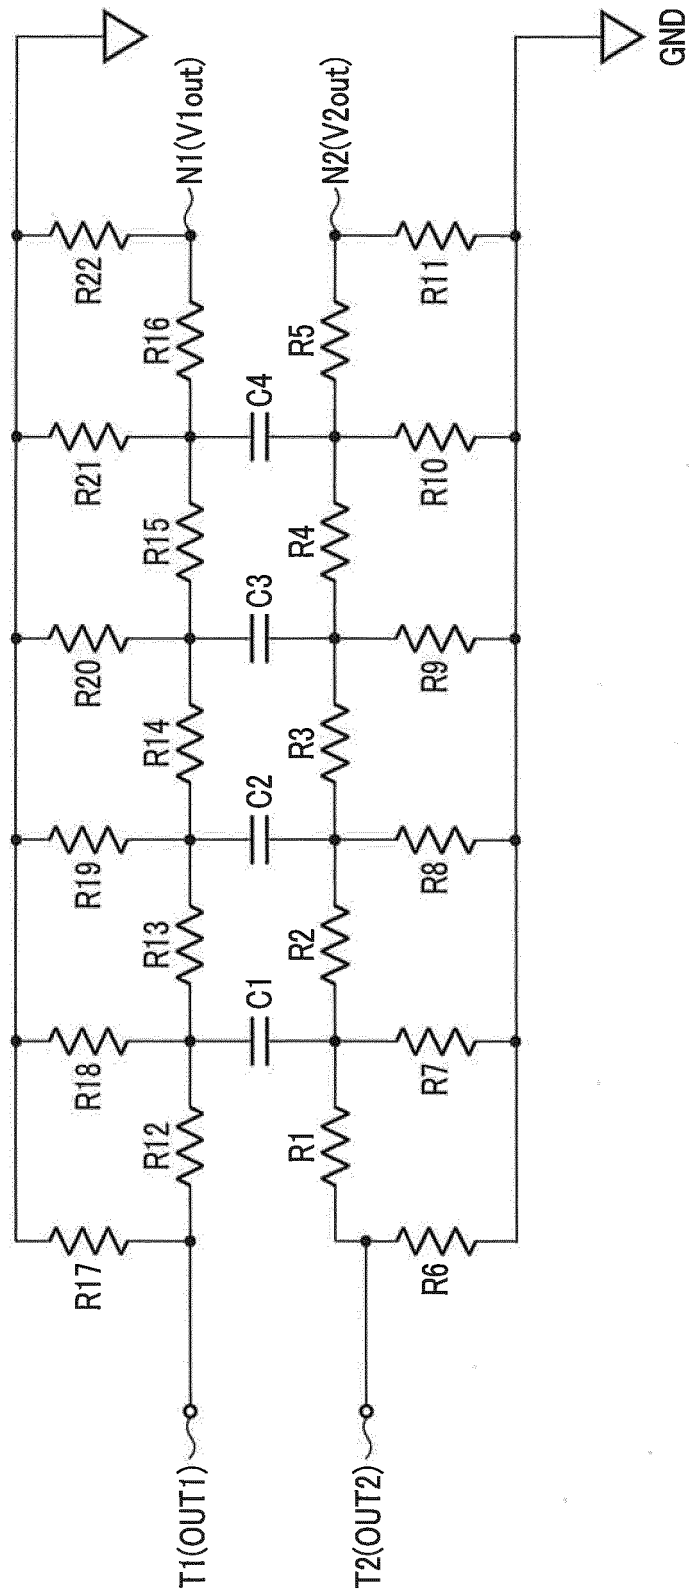 R22
R21
R20
R19
R18
R17
N1(V1out)
R16
R15
R14
R13
R12
T1(OUT1)
C4
C3
C2
C1
N2(V2out)
R5
R4
R3
R2
R1
T2(OUT2)
R11
R10
R9
R8
R7
R6
GND